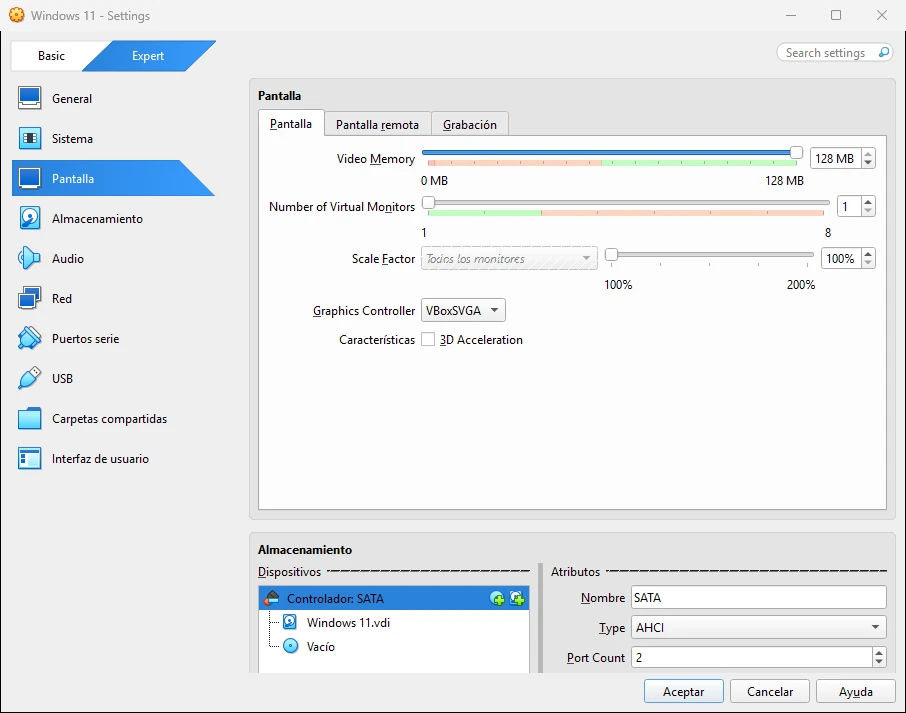 Windows 11 - Settings
Basic Expert Search settings
General
Sistema
Pantalla
Almacenamiento
Audio
Red
Puertos serie
USB
Carpetas compartidas
Interfaz de usuario
Pantalla
Pantalla Pantalla remota Grabación
Video Memory 128 MB
0 MB 128 MB
Number of Virtual Monitors 1
1 8
Scale Factor Todos los monitores 100%
100% 200%
Graphics Controller VBoxSVGA
Características 3D Acceleration
Almacenamiento
Dispositivos
Controlador: SATA
Windows 11.vdi
Vacío
Atributos
Nombre SATA
Type AHCI
Port Count 2
Aceptar Cancelar Ayuda